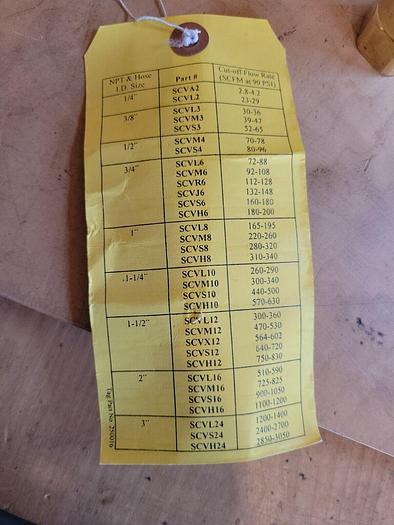 NPT & Hose I.D. Size Part # Cut-off Flow Rate (SCFM at 90 PSI)
1/4" SCVA2 2.8-4.2
SCVL2 23-29
3/8" SCVL3 30-36
SCVM3 39-47
SCVS3 52-65
1/2" SCVM4 70-78
SCVS4 80-96
3/4" SCVL6 72-88
SCVM6 92-108
SCVR6 112-128
SCVJ6 132-148
SCVS6 160-180
SCVH6 180-200
1" SCVL8 165-195
SCVM8 220-260
SCVS8 280-320
SCVH8 310-340
1-1/4" SCVL10 260-290
SCVM10 300-340
SCVS10 440-500
SCVH10 570-630
1-1/2" SCVL12 300-360
SCVM12 470-530
SCVX12 564-602
SCVS12 640-720
SCVH12 750-830
2" SCVL16 510-590
SCVM16 725-825
SCVS16 900-1050
SCVH16 1100-1200
3" SCVL24 1200-1400
SCVS24 2400-2700
SCVH24 2850-3050
Tag Part No.